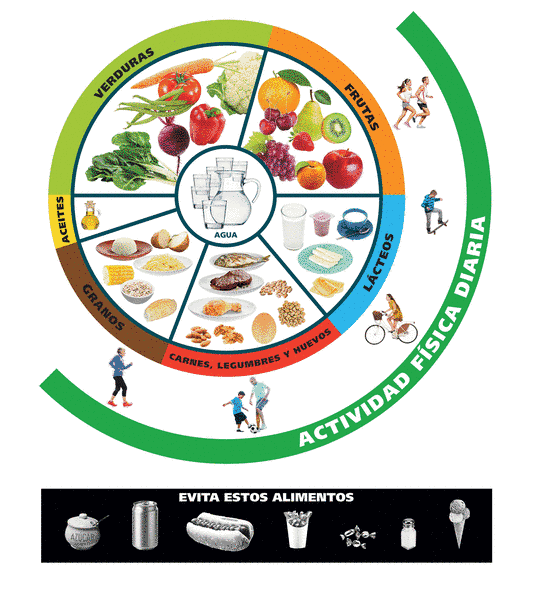 VERDURAS
FRUTAS
ACEITES
AGUA
LÁCTEOS
GRANOS
CARNES, LEGUMBRES Y HUEVOS
ACTIVIDAD FÍSICA DIARIA
EVITA ESTOS ALIMENTOS
AZÚCAR